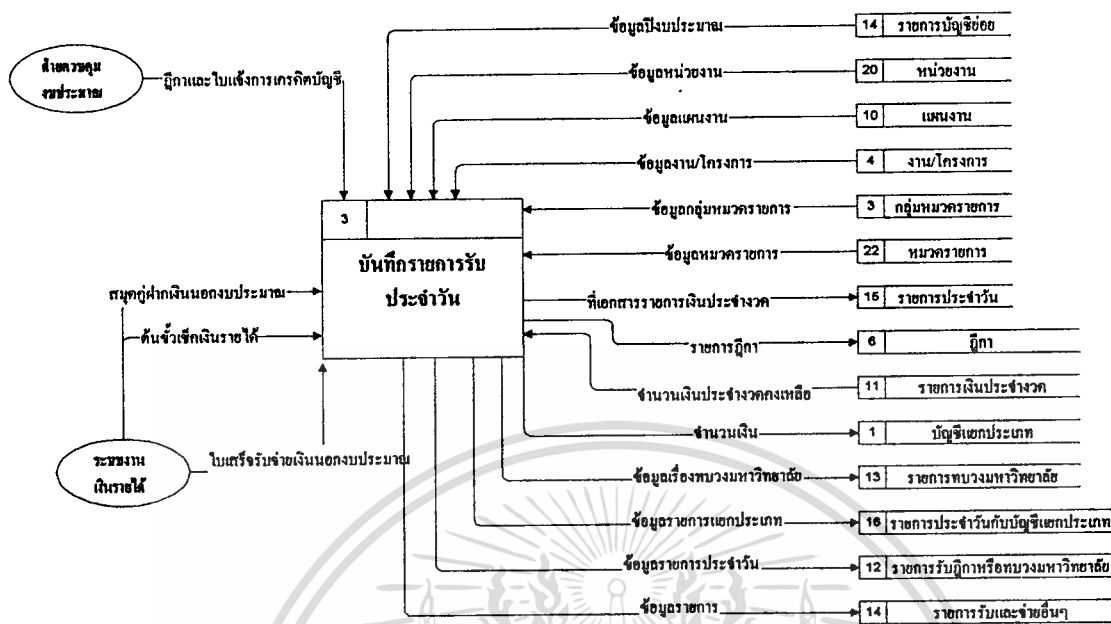 ข้อมูลปีงบประมาณ
14 รายการบัญชีย่อย
ฝ่ายควบคุม
งบประมาณ
ฎีกาและใบแจ้งการเครดิตบัญชี
ข้อมูลหน่วยงาน
20 หน่วยงาน
ข้อมูลแผนงาน
10 แผนงาน
ข้อมูลงาน/โครงการ
4 งาน/โครงการ
3
ข้อมูลกลุ่มหมวดรายการ
3 กลุ่มหมวดรายการ
บันทึกรายการรับ
ประจำวัน
ข้อมูลหมวดรายการ
22 หมวดรายการ
สมุดคู่ฝากเงินนอกงบประมาณ
ที่เอกสารรายการเงินประจำงวด
15 รายการประจำวัน
ต้นขั้วเช็กเงินรายได้
รายการฎีกา
6 ฎีกา
จำนวนเงินประจำงวดคงเหลือ
11 รายการเงินประจำงวด
จำนวนเงิน
1 บัญชีแยกประเภท
ระบบงาน
เงินรายได้
ใบเสร็จรับจ่ายเงินนอกงบประมาณ
ข้อมูลเรื่องทบวงมหาวิทยาลัย
13 รายการทบวงมหาวิทยาลัย
ข้อมูลรายการแยกประเภท
16 รายการประจำวันกับบัญชีแยกประเภท
ข้อมูลรายการประจำวัน
12 รายการรับฎีกาหรือทบวงมหาวิทยาลัย
ข้อมูลรายการ
14 รายการรับและจ่ายอื่นๆ